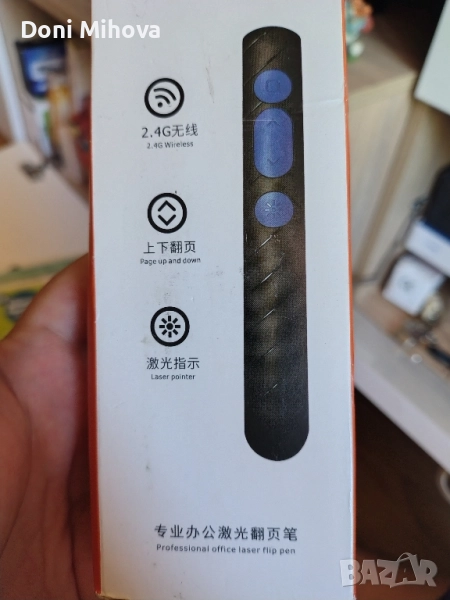 Doni Mihova
2.4G无线
2.4G Wireless
上下翻页
Page up and down
激光指示
Laser pointer
专业办公激光翻页笔
Professional office laser flip pen
BAZAR